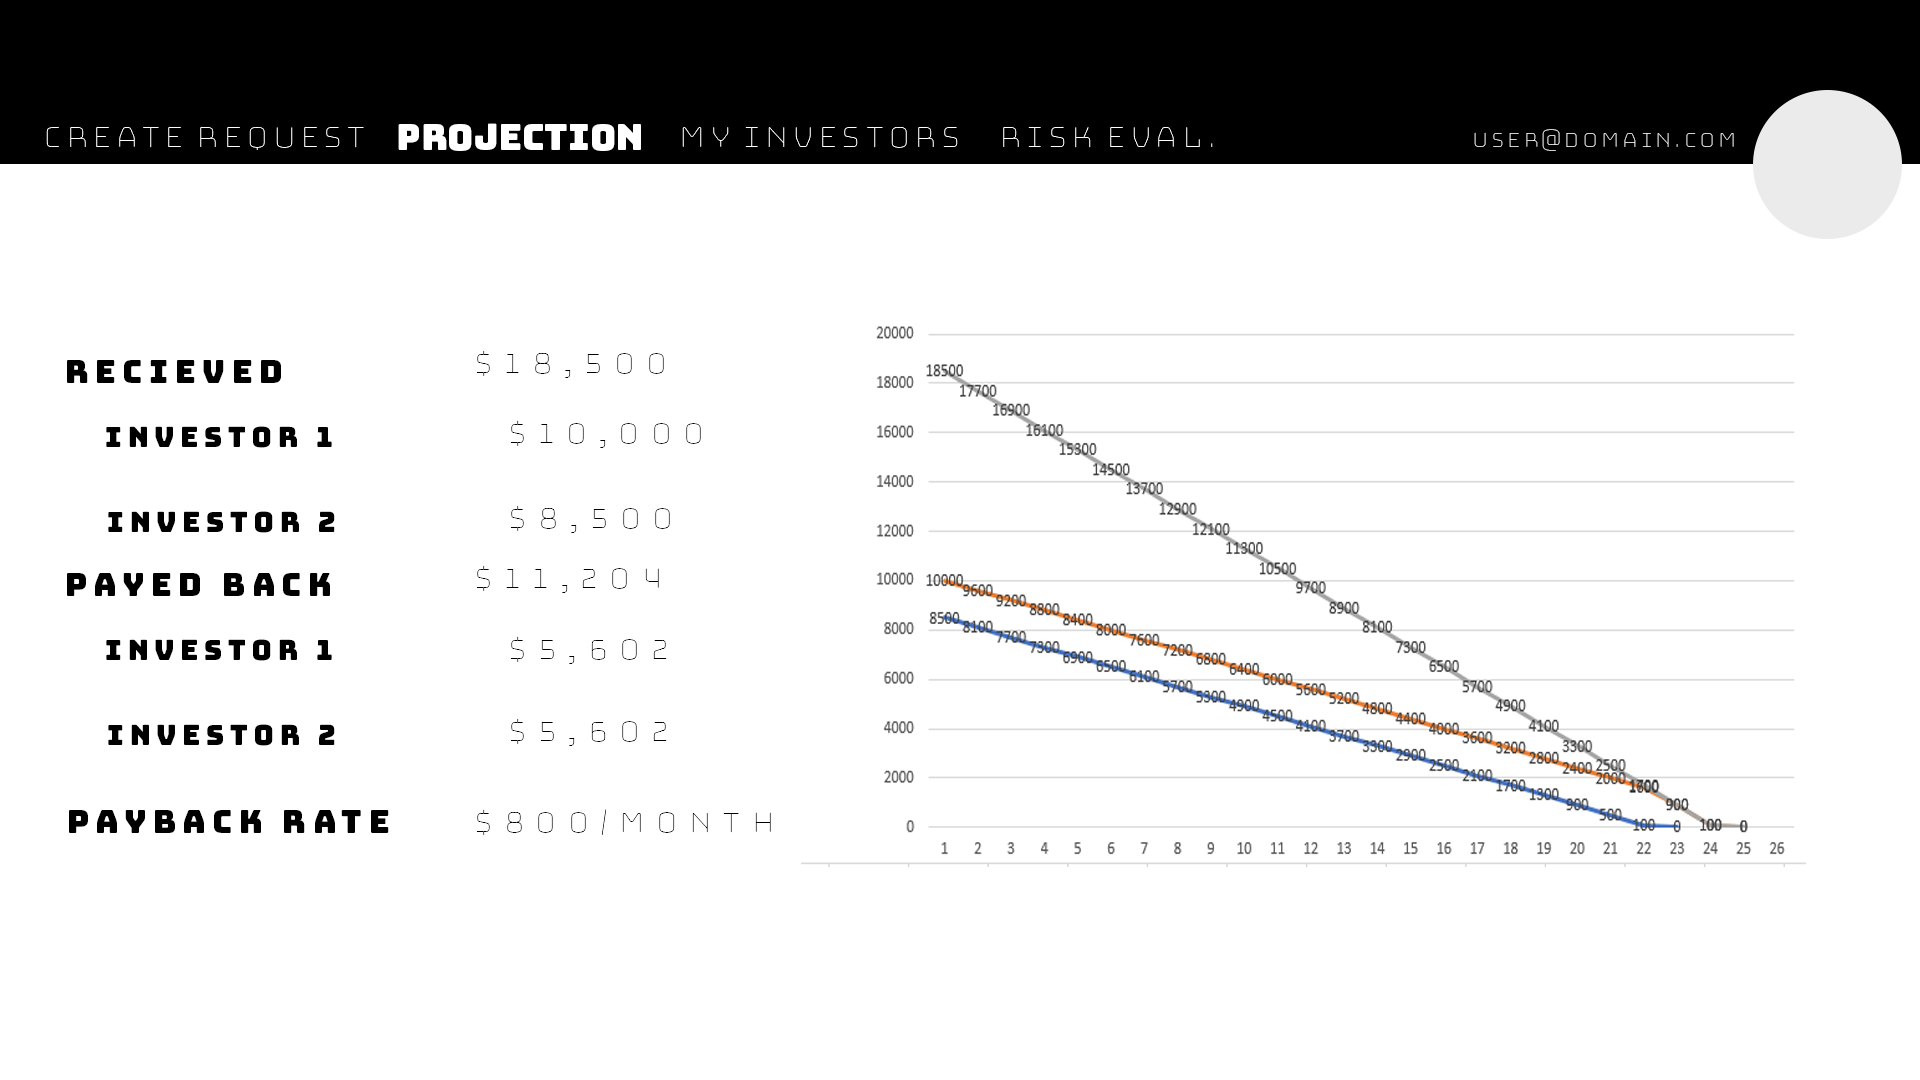 CREATE REQUEST PROJECTION MY INVESTORS RISK EVAL. USER@DOMAIN.COM
RECIEVED $18,500
INVESTOR 1 $10,000
INVESTOR 2 $8,500
PAYED BACK $11,204
INVESTOR 1 $5,602
INVESTOR 2 $5,602
PAYBACK RATE $800/MONTH
20000
18000
16000
14000
12000
10000
8000
6000
4000
2000
0
18500 17700 16900 16100 15300 14500 13700 12900 12100 11300 10500 9700 8900 8100 7300 6500 5700 4900 4100 3300 2500 1700 900 100 0
10000 9600 9200 8800 8400 8000 7600 7200 6800 6400 6000 5600 5200 4800 4400 4000 3600 3200 2800 2400 2000 1600 900 100 0
8500 8100 7700 7300 6900 6500 6100 5700 5300 4900 4500 4100 3700 3300 2900 2500 2100 1700 1300 900 500 100 0
1 2 3 4 5 6 7 8 9 10 11 12 13 14 15 16 17 18 19 20 21 22 23 24 25 26